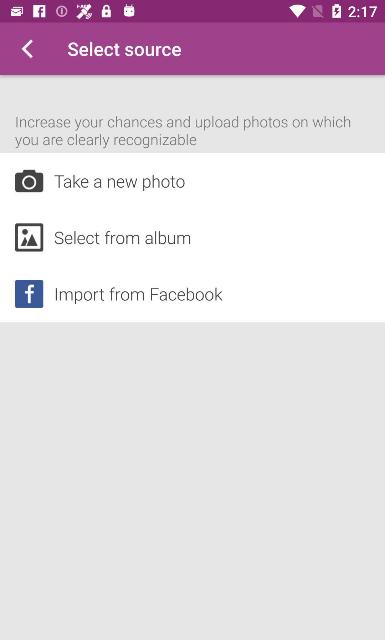 2:17
Select source
Increase your chances and upload photos on which
you are clearly recognizable
Take a new photo
Select from album
Import from Facebook